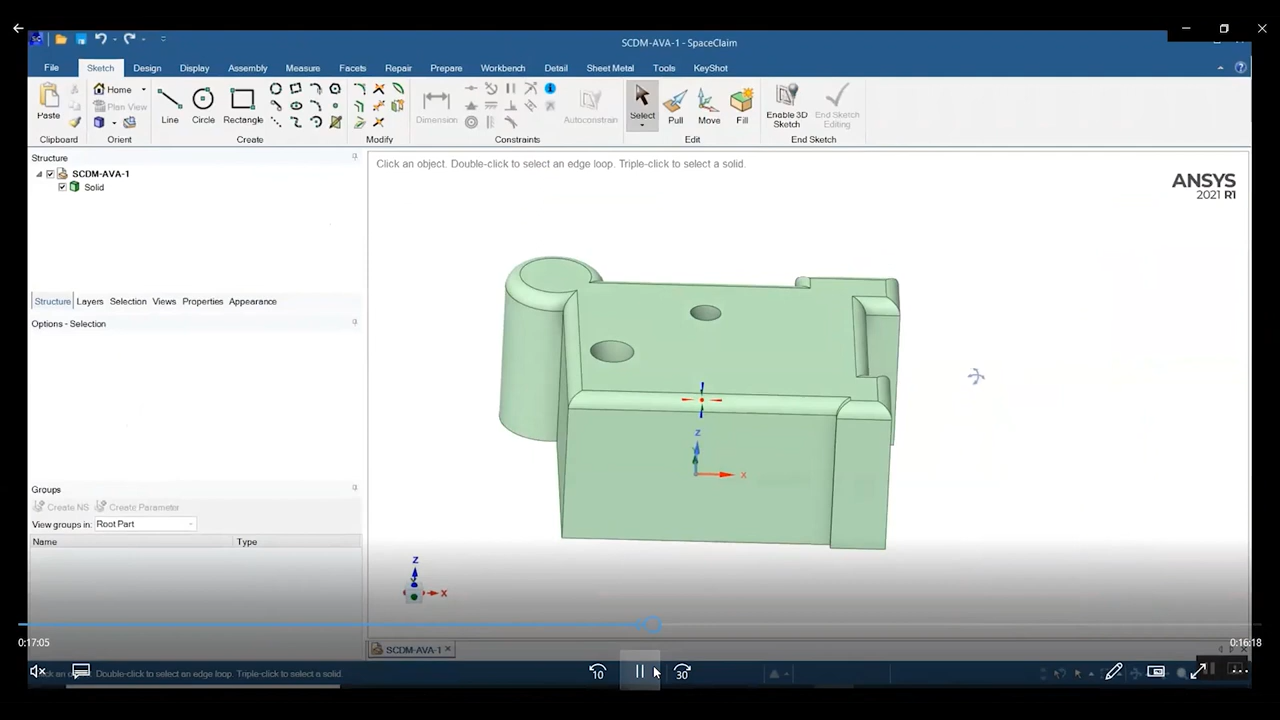 SCDM-AVA-1 - SpaceClaim
File Sketch Design Display Assembly Measure Facets Repair Prepare Workbench Detail Sheet Metal Tools KeyShot
Paste
Home
Plan View
Line Circle Rectangle
Dimension
Autoconstrain
Select Pull Move Fill
Enable 3D Sketch
End Sketch Editing
Clipboard Orient Create Modify Constraints Edit End Sketch
Structure
SCDM-AVA-1
Solid
Structure Layers Selection Views Properties Appearance
Options - Selection
Groups
Create NS Create Parameter
View groups in: Root Part
Name Type
Click an object. Double-click to select an edge loop. Triple-click to select a solid.
ANSYS
2021 R1
Z
X
Z
X
0:17:05
0:16:18
SCDM-AVA-1
Double-click to select an edge loop. Triple-click to select a solid.
10
30